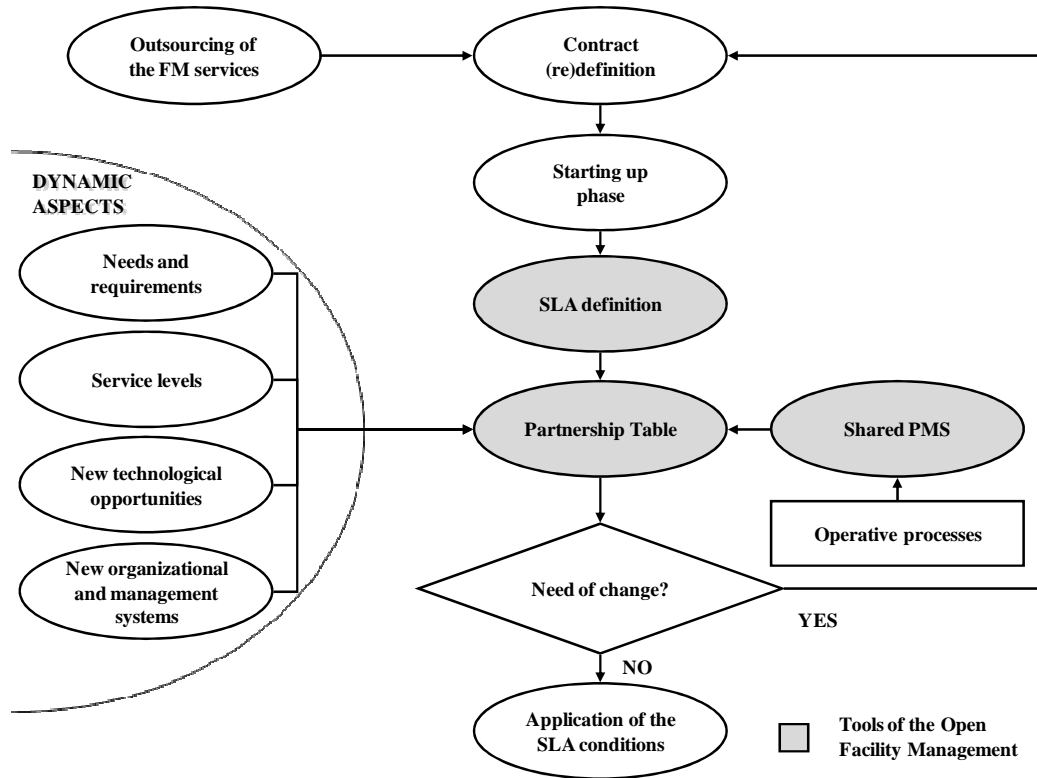 Outsourcing of
the FM services
Contract
(re)definition
Starting up
phase
DYNAMIC
ASPECTS
Needs and
requirements
SLA definition
Service levels
Partnership Table
Shared PMS
New technological
opportunities
Operative processes
New organizational
and management
systems
Need of change?
YES
NO
Application of the
SLA conditions
Tools of the Open
Facility Management